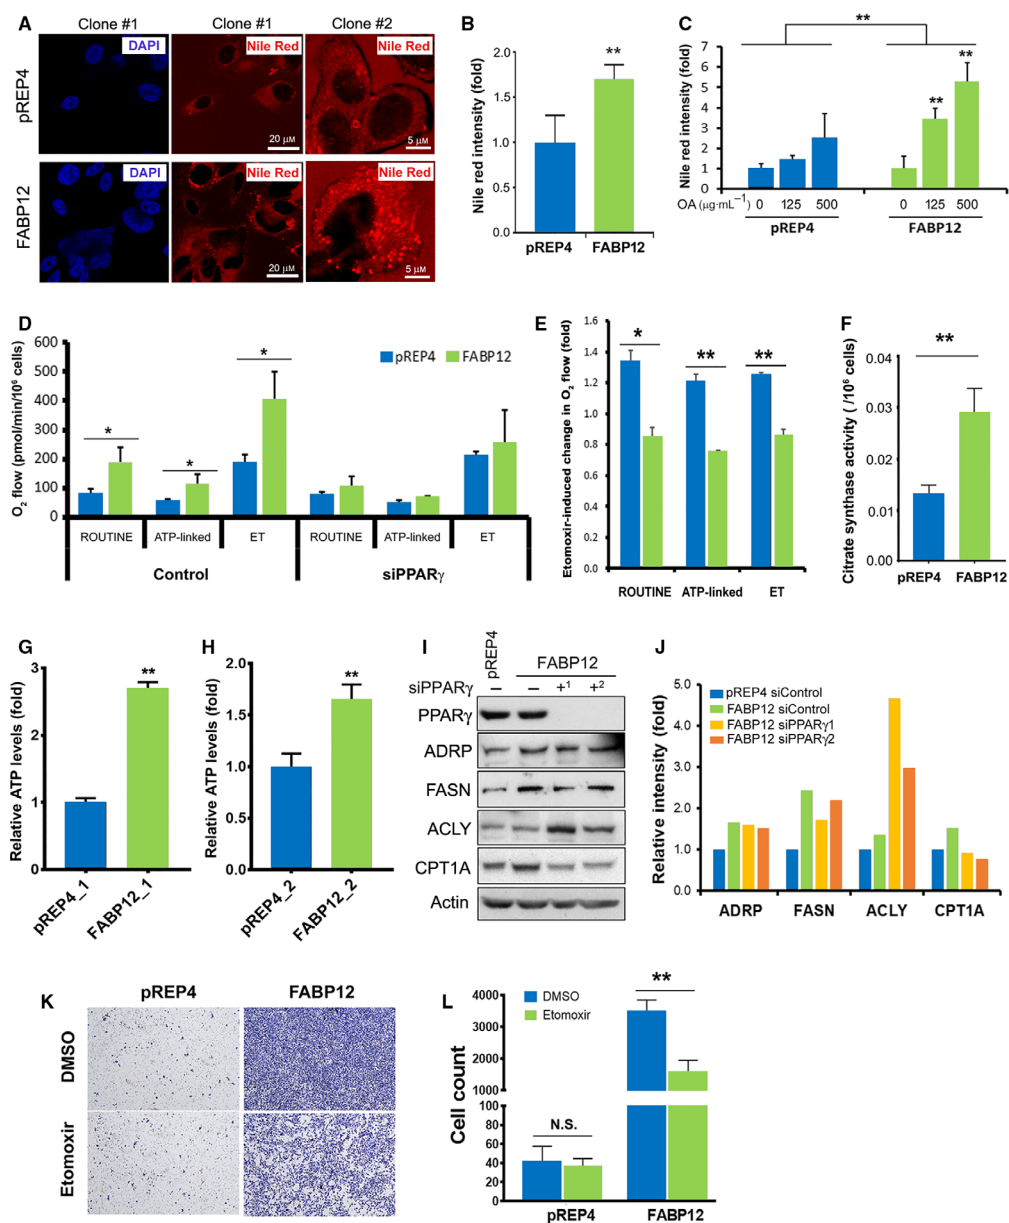 A
Clone #1
Clone #1
Clone #2
pREP4
DAPI
Nile Red
Nile Red
20 µM
5 µM
FABP12
DAPI
Nile Red
Nile Red
20 µM
5 µM
B
Nile red intensity (fold)
2.0
1.5
1.0
0.5
0.0
**
pREP4 FABP12
C
Nile red intensity (fold)
7
6
5
4
3
2
1
0
**
**
**
OA (µg·mL−1) 0 125 500 0 125 500
pREP4 FABP12
D
O2 flow (pmol/min/10⁶ cells)
600
500
400
300
200
100
0
pREP4 FABP12
*
*
*
ROUTINE ATP-linked ET ROUTINE ATP-linked ET
Control siPPARγ
E
Etomoxir-induced change in O2 flow (fold)
1.6
1.4
1.2
1.0
0.8
0.6
0.4
0.2
0.0
*
**
**
ROUTINE ATP-linked ET
F
Citrate synthase activity ( /10⁶ cells)
0.04
0.03
0.02
0.01
0.00
**
pREP4 FABP12
G
Relative ATP levels (fold)
3
2
1
0
**
pREP4_1
FABP12_1
H
Relative ATP levels (fold)
2.0
1.5
1.0
0.5
0.0
**
pREP4_2
FABP12_2
I
pREP4
FABP12
siPPARγ – – +1 +2
PPARγ
ADRP
FASN
ACLY
CPT1A
Actin
J
Relative intensity (fold)
5.0
4.0
3.0
2.0
1.0
0.0
pREP4 siControl
FABP12 siControl
FABP12 siPPARγ1
FABP12 siPPARγ2
ADRP FASN ACLY CPT1A
K
pREP4 FABP12
DMSO
Etomoxir
L
Cell count
4000
3000
2000
1000
100
80
60
40
20
0
DMSO
Etomoxir
**
N.S.
pREP4 FABP12